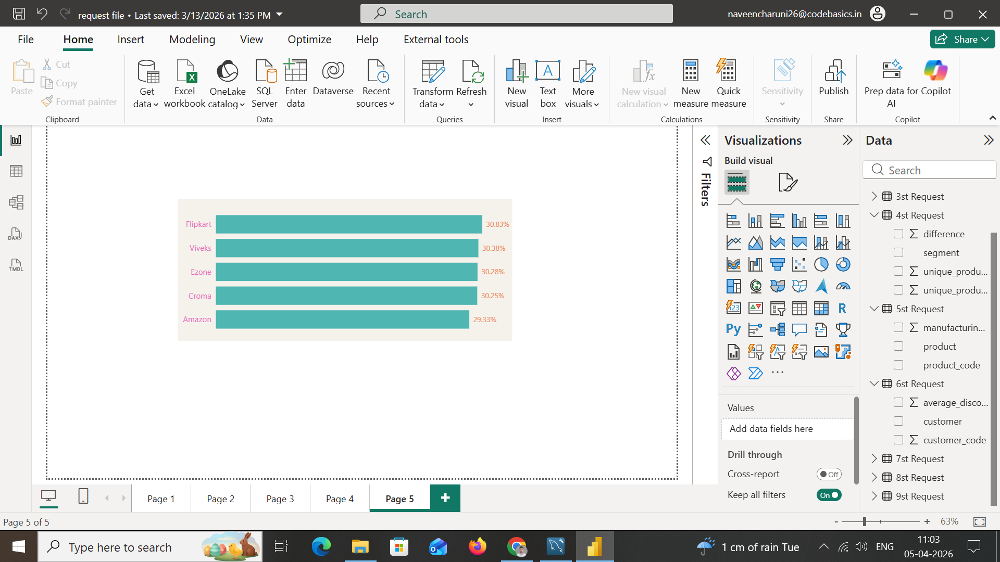 request file • Last saved: 3/13/2026 at 1:35 PM
Search
naveencharuni26@codebasics.in
File
Home
Insert
Modeling
View
Optimize
Help
External tools
Share
Paste
Cut
Copy
Format painter
Clipboard
Get data
Excel workbook
OneLake catalog
SQL Server
Enter data
Dataverse
Recent sources
Data
Transform data
Refresh
Queries
New visual
Text box
More visuals
Insert
New visual calculation
New measure
Quick measure
Calculations
Sensitivity
Sensitivity
Publish
Share
Prep data for AI
Copilot
Copilot
DAX
TMDL
Flipkart 30.83%
Viveks 30.38%
Ezone 30.28%
Croma 30.25%
Amazon 29.33%
Filters
Visualizations
Build visual
123
R
Py
Values
Add data fields here
Drill through
Cross-report
Off
Keep all filters
On
Data
Search
3st Request
4st Request
difference
segment
unique_produ...
unique_produ...
5st Request
manufacturin...
product
product_code
6st Request
average_disco...
customer
customer_code
7st Request
8st Request
9st Request
Page 1
Page 2
Page 3
Page 4
Page 5
Page 5 of 5
- + 63%
Type here to search
1 cm of rain Tue
ENG
11:03
05-04-2026